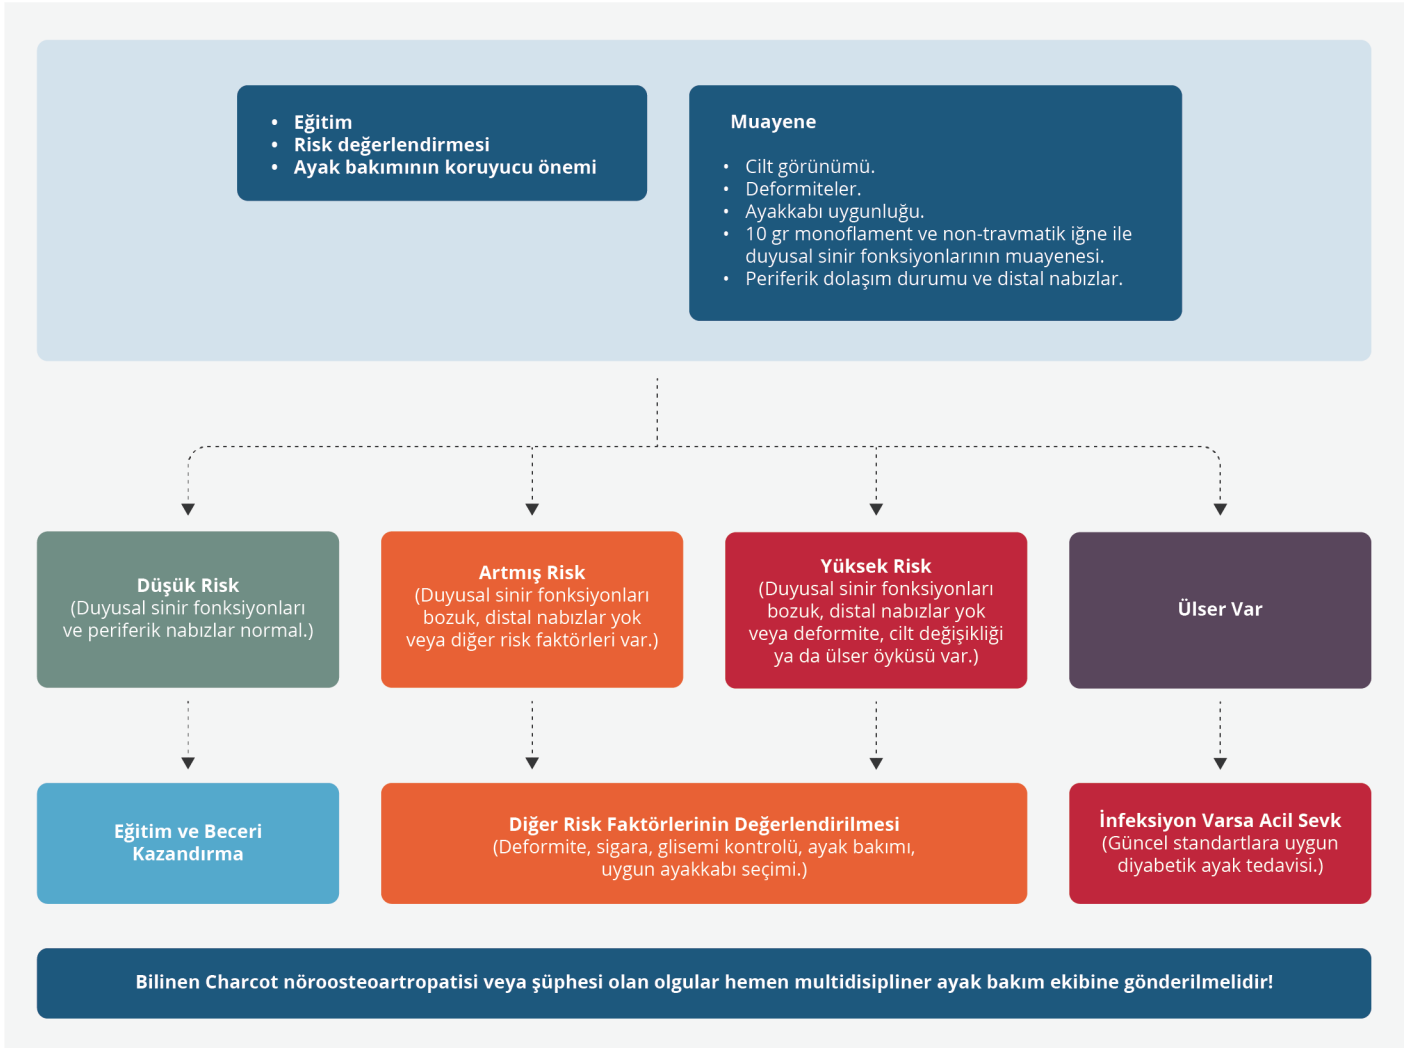 • Eğitim
• Risk değerlendirmesi
• Ayak bakımının koruyucu önemi
Muayene
• Cilt görünümü.
• Deformiteler.
• Ayakkabı uygunluğu.
• 10 gr monoflament ve non-travmatik iğne ile
duyusal sinir fonksiyonlarının muayenesi.
• Periferik dolaşım durumu ve distal nabızlar.
Düşük Risk
(Duyusal sinir fonksiyonları
ve periferik nabızlar normal.)
Artmış Risk
(Duyusal sinir fonksiyonları
bozuk, distal nabızlar yok
veya diğer risk faktörleri var.)
Yüksek Risk
(Duyusal sinir fonksiyonları
bozuk, distal nabızlar yok
veya deformite, cilt değişikliği
ya da ülser öyküsü var.)
Ülser Var
Eğitim ve Beceri
Kazandırma
Diğer Risk Faktörlerinin Değerlendirilmesi
(Deformite, sigara, glisemi kontrolü, ayak bakımı,
uygun ayakkabı seçimi.)
İnfeksiyon Varsa Acil Sevk
(Güncel standartlara uygun
diyabetik ayak tedavisi.)
Bilinen Charcot nöroosteoartropatisi veya şüphesi olan olgular hemen multidisipliner ayak bakım ekibine gönderilmelidir!